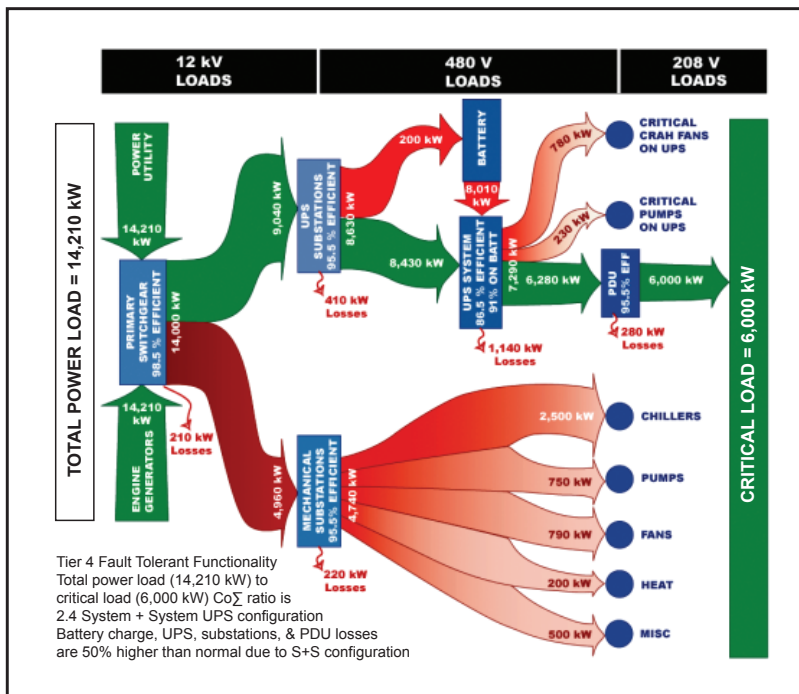 12 kV
LOADS
480 V
LOADS
208 V
LOADS
TOTAL POWER LOAD = 14,210 kW
POWER
UTILITY
14,210
kW
PRIMARY
SWITCHGEAR
98.5 % EFFICIENT
14,000 kW
14,210
kW
ENGINE
GENERATORS
210 kW
Losses
9,040 kW
4,960 kW
UPS
SUBSTATIONS
95.5 % EFFICIENT
8,630 kW
410 kW
Losses
200 kW
BATTERY
8,010
kW
8,430 kW
UPS SYSTEM
86.5 % EFFICIENT
91% ON BATT
7,290 kW
1,140 kW
Losses
780 kW
CRITICAL
CRAH FANS
ON UPS
230 kW
CRITICAL
PUMPS
ON UPS
6,280 kW
PDU
95.5% EFF
6,000 kW
280 kW
Losses
MECHANICAL
SUBSTATIONS
95.5% EFFICIENT
4,740 kW
220 kW
Losses
2,500 kW
CHILLERS
750 kW
PUMPS
790 kW
FANS
200 kW
HEAT
500 kW
MISC
CRITICAL LOAD = 6,000 kW
Tier 4 Fault Tolerant Functionality
Total power load (14,210 kW) to
critical load (6,000 kW) Co∑ ratio is
2.4 System + System UPS configuration
Battery charge, UPS, substations, & PDU losses
are 50% higher than normal due to S+S configuration